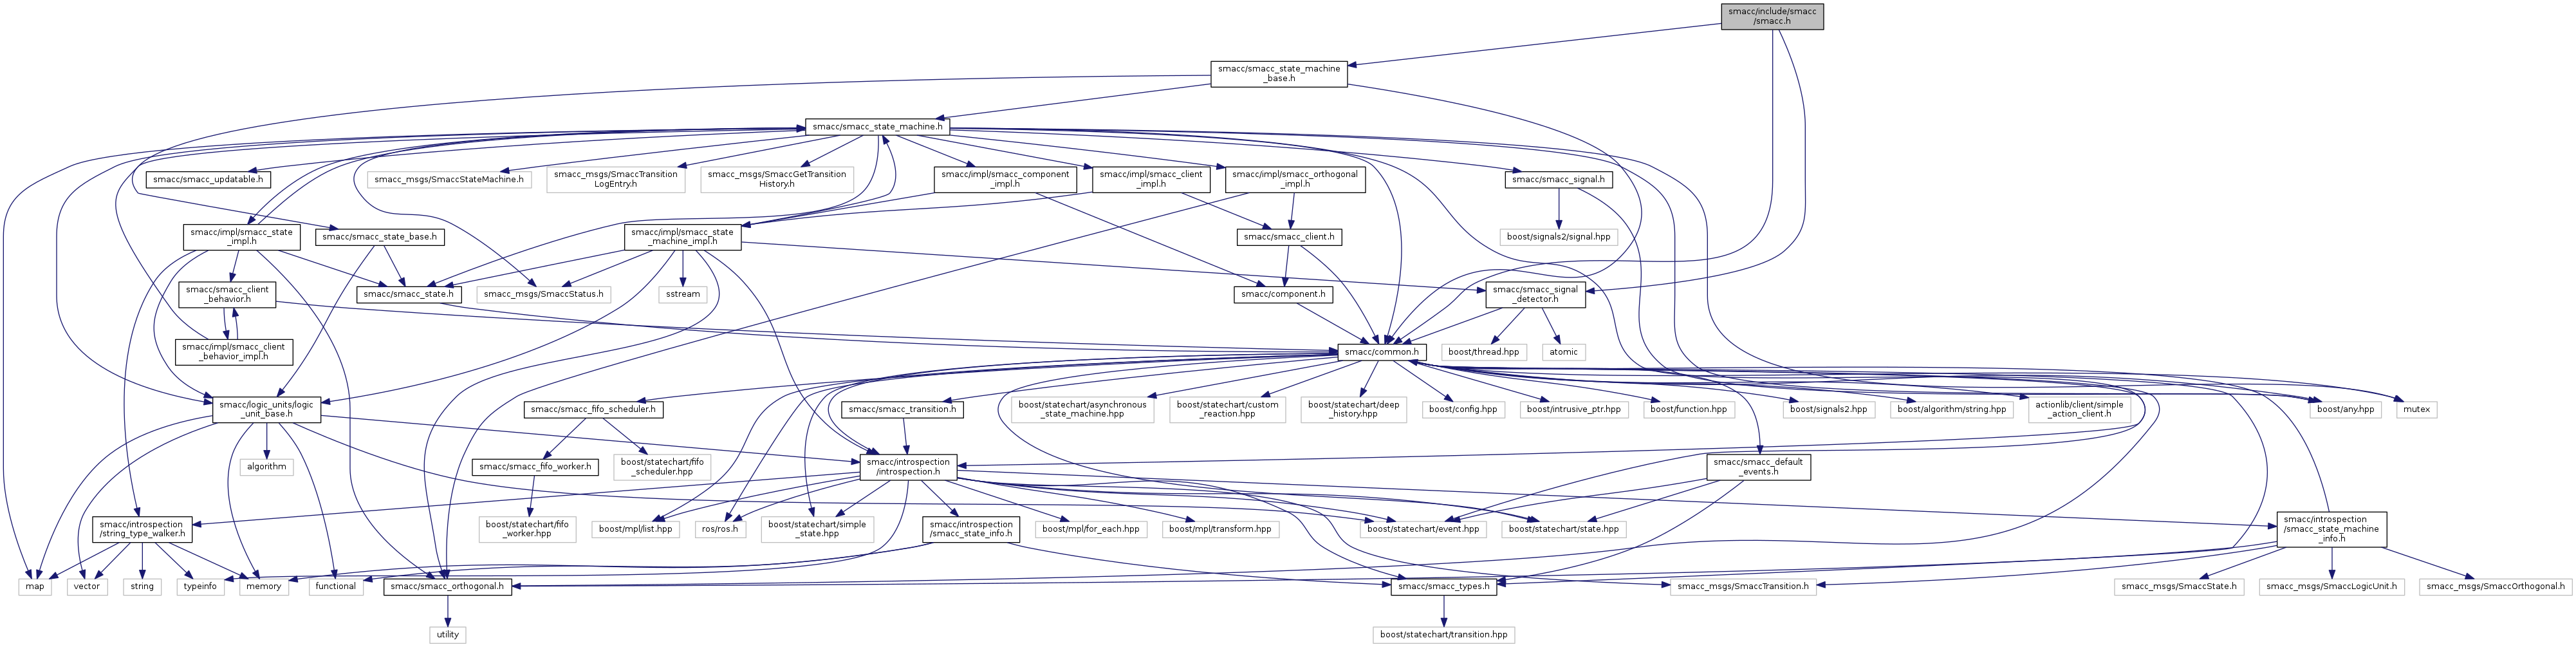 smacc/include/smacc
/smacc.h
smacc/smacc_state_machine
_base.h
smacc/smacc_state_machine.h
smacc/smacc_updatable.h
smacc_msgs/SmaccStateMachine.h
smacc_msgs/SmaccTransition
LogEntry.h
smacc_msgs/SmaccGetTransition
History.h
smacc/impl/smacc_component
_impl.h
smacc/impl/smacc_client
_impl.h
smacc/impl/smacc_orthogonal
_impl.h
smacc/smacc_signal.h
smacc/impl/smacc_state
_impl.h
smacc/smacc_state_base.h
smacc/impl/smacc_state
_machine_impl.h
smacc/smacc_client.h
boost/signals2/signal.hpp
smacc/smacc_client
_behavior.h
smacc/smacc_state.h
smacc_msgs/SmaccStatus.h
sstream
smacc/component.h
smacc/smacc_signal
_detector.h
smacc/impl/smacc_client
_behavior_impl.h
smacc/common.h
boost/thread.hpp
atomic
smacc/logic_units/logic
_unit_base.h
smacc/smacc_fifo_scheduler.h
smacc/smacc_transition.h
boost/statechart/asynchronous
_state_machine.hpp
boost/statechart/custom
_reaction.hpp
boost/statechart/deep
_history.hpp
boost/config.hpp
boost/intrusive_ptr.hpp
boost/function.hpp
boost/signals2.hpp
boost/algorithm/string.hpp
actionlib/client/simple
_action_client.h
boost/any.hpp
mutex
algorithm
smacc/smacc_fifo_worker.h
boost/statechart/fifo
_scheduler.hpp
smacc/introspection
/introspection.h
smacc/smacc_default
_events.h
smacc/introspection
/string_type_walker.h
boost/statechart/fifo
_worker.hpp
boost/mpl/list.hpp
ros/ros.h
boost/statechart/simple
_state.hpp
smacc/introspection
/smacc_state_info.h
boost/mpl/for_each.hpp
boost/mpl/transform.hpp
boost/statechart/event.hpp
boost/statechart/state.hpp
smacc/introspection
/smacc_state_machine
_info.h
map
vector
string
typeinfo
memory
functional
smacc/smacc_orthogonal.h
smacc/smacc_types.h
smacc_msgs/SmaccTransition.h
smacc_msgs/SmaccState.h
smacc_msgs/SmaccLogicUnit.h
smacc_msgs/SmaccOrthogonal.h
utility
boost/statechart/transition.hpp